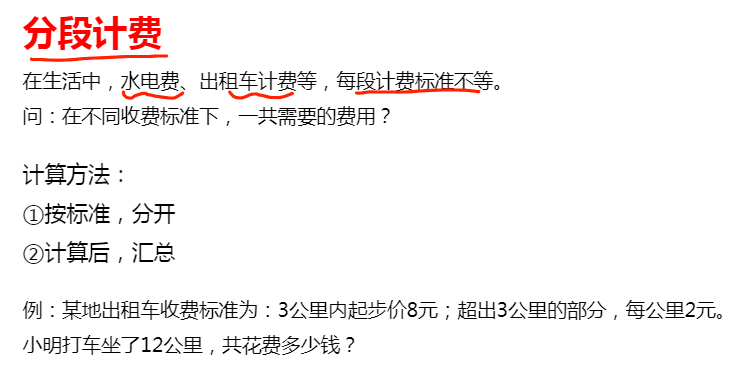 分段计费
在生活中，水电费、出租车计费等，每段计费标准不等。
问：在不同收费标准下，一共需要的费用？
计算方法：
①按标准，分开
②计算后，汇总
例：某地出租车收费标准为：3公里内起步价8元；超出3公里的部分，每公里2元。
小明打车坐了12公里，共花费多少钱？